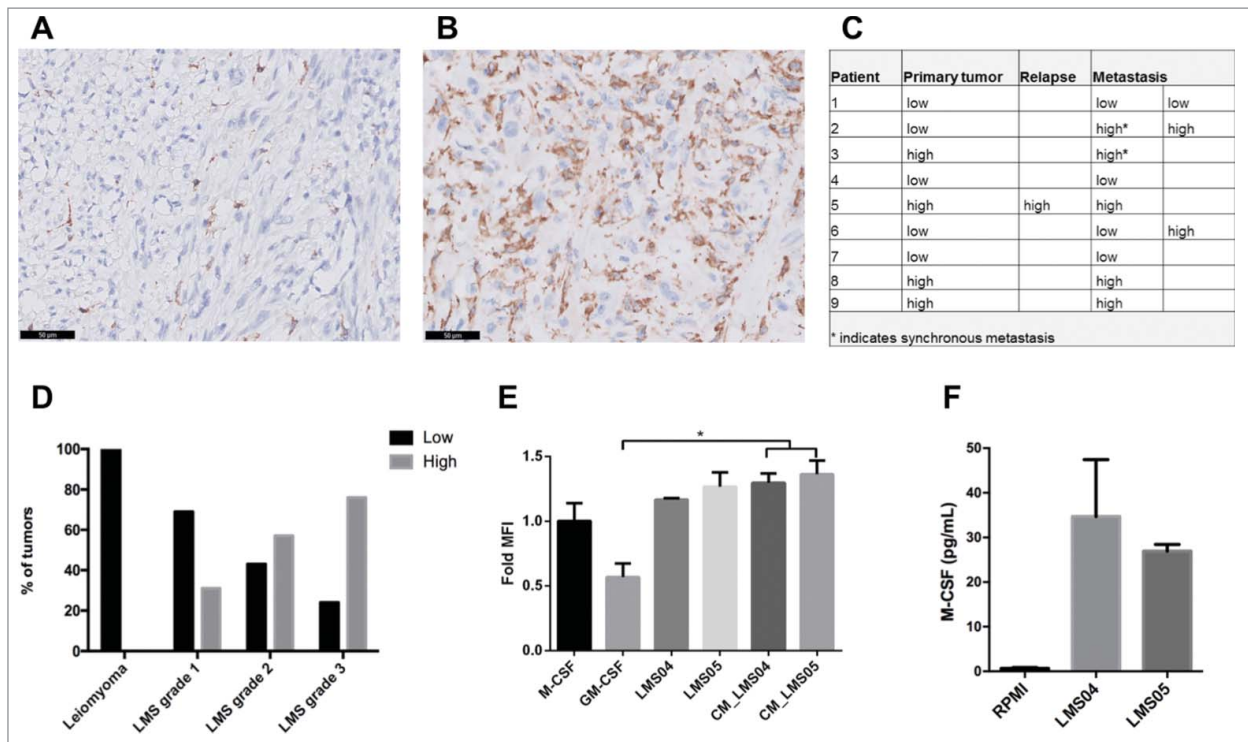 A
B
C
50 µm
50 µm
Patient Primary tumor Relapse Metastasis
1 low low low
2 low high* high
3 high high*
4 low low
5 high high high
6 low low high
7 low low
8 high high
9 high high
* indicates synchronous metastasis
D
Low
High
% of tumors
100
80
60
40
20
0
Leiomyoma
LMS grade 1
LMS grade 2
LMS grade 3
E
*
Fold MFI
1.5
1.0
0.5
0.0
M-CSF
GM-CSF
LMS04
LMS05
CM_LMS04
CM_LMS05
F
M-CSF (pg/mL)
50
40
30
20
10
0
RPMI
LMS04
LMS05